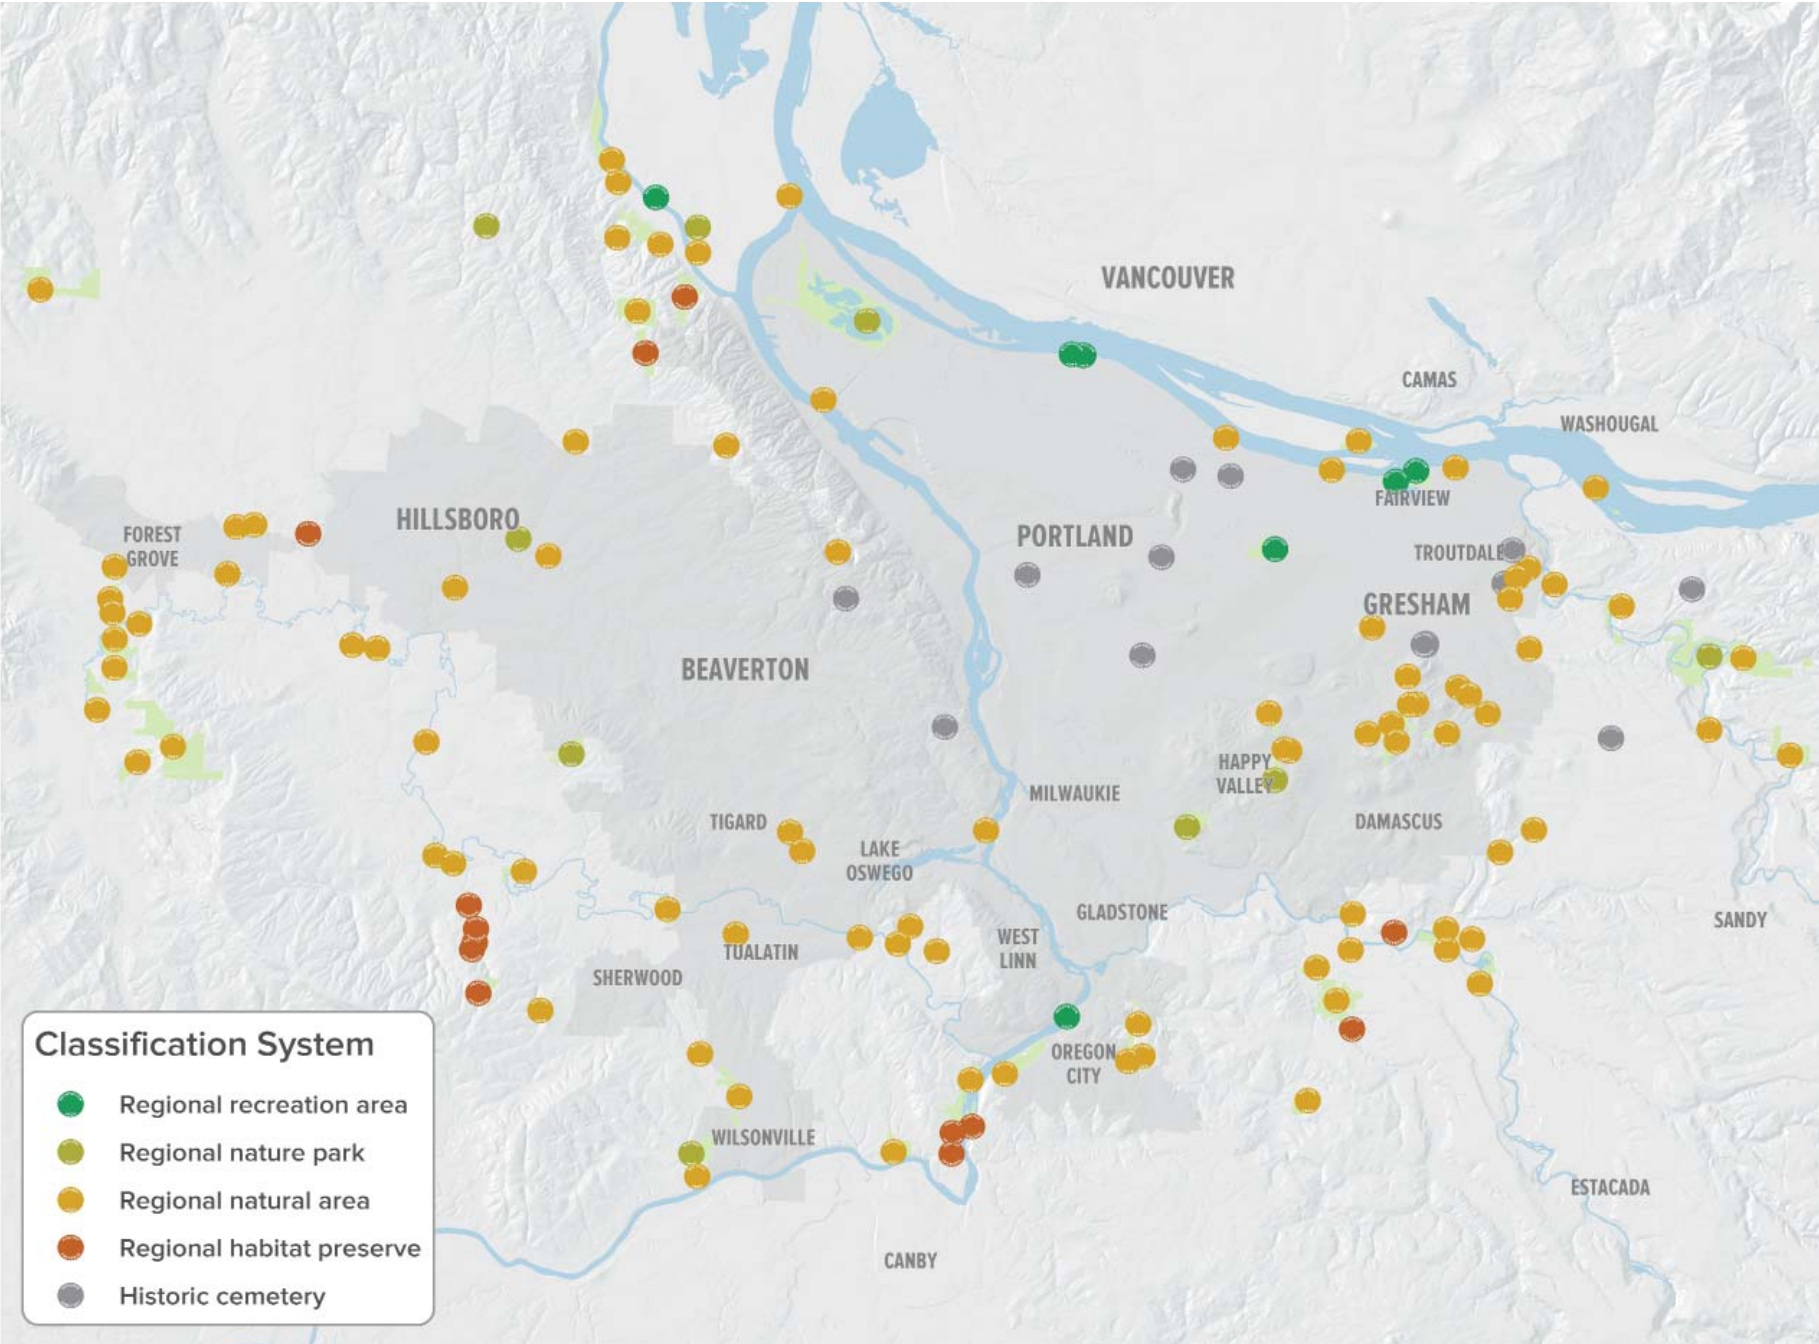 VANCOUVER
CAMAS
WASHOUGAL
FAIRVIEW
HILLSBORO
FOREST
GROVE
PORTLAND
TROUTDALE
GRESHAM
BEAVERTON
HAPPY
VALLEY
MILWAUKIE
TIGARD
DAMASCUS
LAKE
OSWEGO
GLADSTONE
SANDY
WEST
LINN
TUALATIN
SHERWOOD
OREGON
CITY
WILSONVILLE
ESTACADA
CANBY
Classification System
Regional recreation area
Regional nature park
Regional natural area
Regional habitat preserve
Historic cemetery